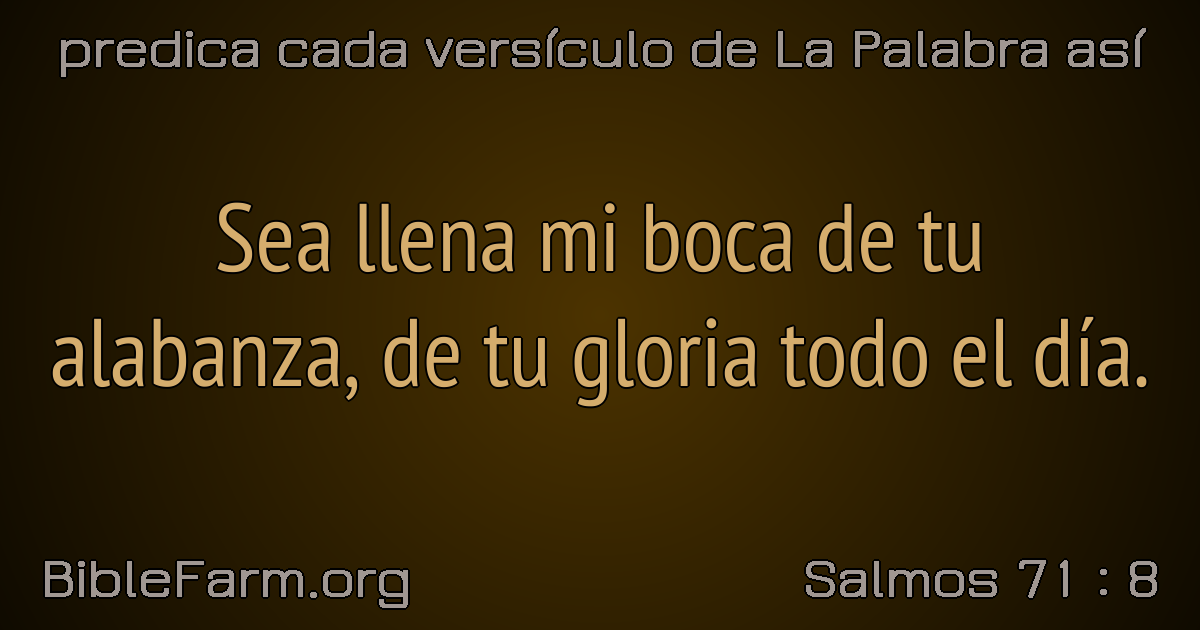 predica cada versículo de La Palabra así
Sea llena mi boca de tu
alabanza, de tu gloria todo el día.
BibleFarm.org
Salmos 71 : 8